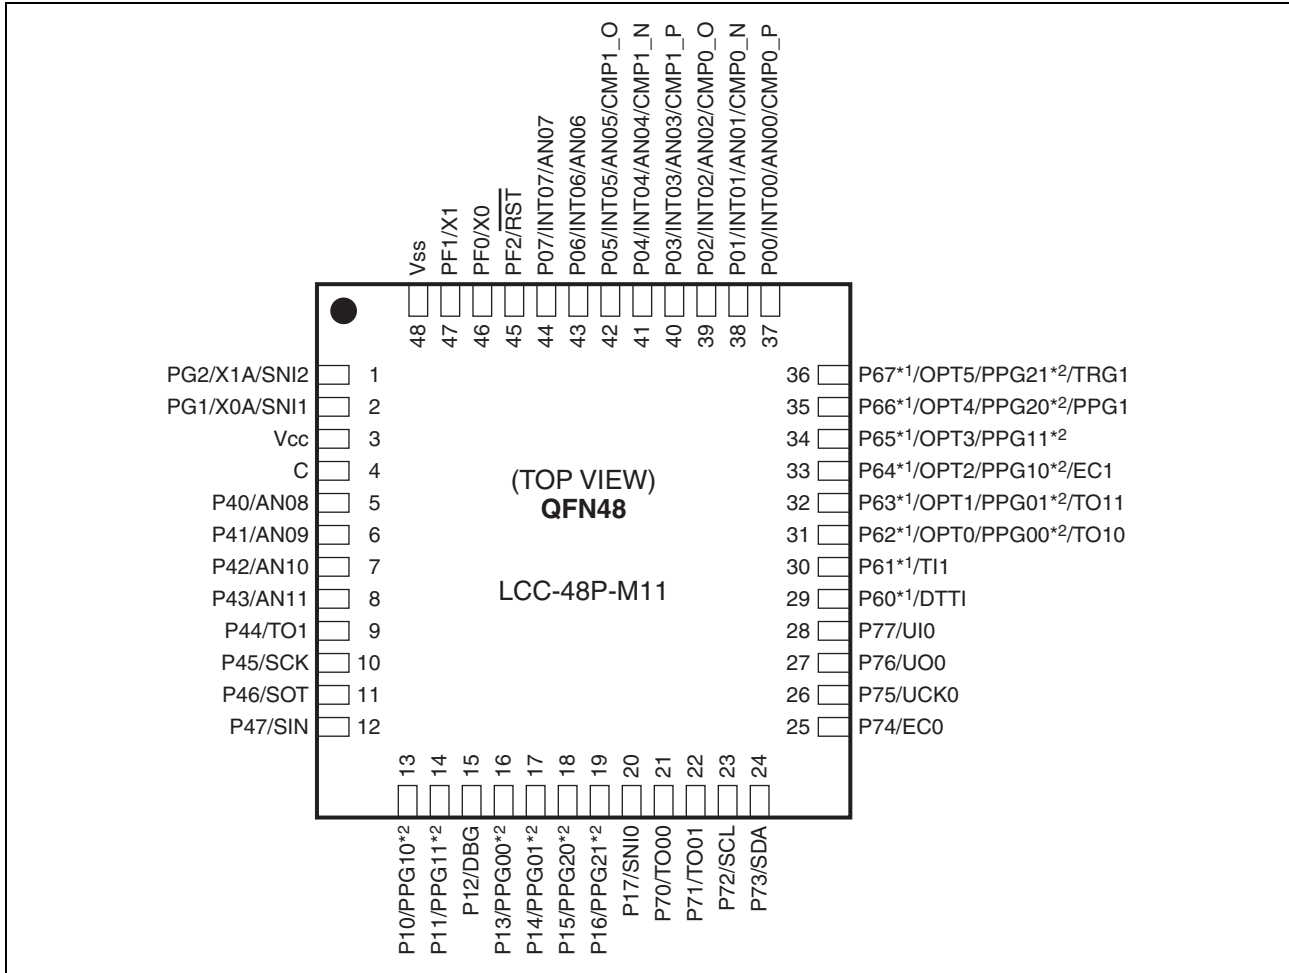 Vss
PF1/X1
PF0/X0
PF2/RST
P07/INT07/AN07
P06/INT06/AN06
P05/INT05/AN05/CMP1_O
P04/INT04/AN04/CMP1_N
P03/INT03/AN03/CMP1_P
P02/INT02/AN02/CMP0_O
P01/INT01/AN01/CMP0_N
P00/INT00/AN00/CMP0_P
48
47
46
45
44
43
42
41
40
39
38
37
PG2/X1A/SNI2 1
PG1/X0A/SNI1 2
Vcc 3
C 4
P40/AN08 5
P41/AN09 6
P42/AN10 7
P43/AN11 8
P44/TO1 9
P45/SCK 10
P46/SOT 11
P47/SIN 12
(TOP VIEW)
QFN48
LCC-48P-M11
36 P67*1/OPT5/PPG21*2/TRG1
35 P66*1/OPT4/PPG20*2/PPG1
34 P65*1/OPT3/PPG11*2
33 P64*1/OPT2/PPG10*2/EC1
32 P63*1/OPT1/PPG01*2/TO11
31 P62*1/OPT0/PPG00*2/TO10
30 P61*1/TI1
29 P60*1/DTTI
28 P77/UI0
27 P76/UO0
26 P75/UCK0
25 P74/EC0
13
14
15
16
17
18
19
20
21
22
23
24
P10/PPG10*2
P11/PPG11*2
P12/DBG
P13/PPG00*2
P14/PPG01*2
P15/PPG20*2
P16/PPG21*2
P17/SNI0
P70/TO00
P71/TO01
P72/SCL
P73/SDA